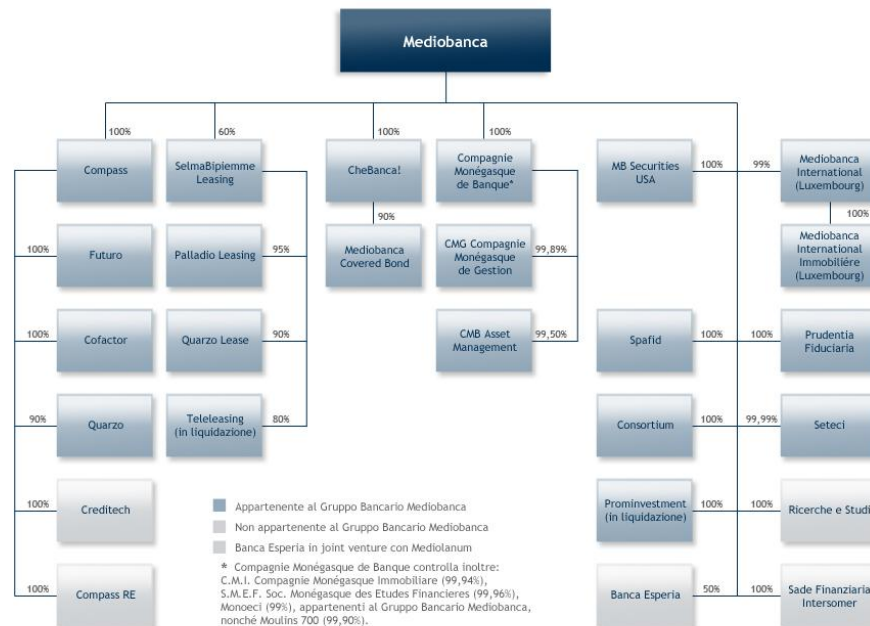 Mediobanca
100%
60%
100%
100%
Compass
SelmaBipiemme
Leasing
CheBanca!
Compagnie
Monégasque
de Banque*
MB Securities
USA
100%
99%
Mediobanca
International
(Luxembourg)
100%
Futuro
Palladio Leasing
95%
90%
Mediobanca
Covered Bond
CMG Compagnie
Monégasque
de Gestion
99,89%
100%
Mediobanca
International
Immobiliére
(Luxembourg)
100%
Cofactor
Quarzo Lease
90%
CMB Asset
Management
99,50%
Spafid
100%
100%
Prudentia
Fiduciaria
90%
Quarzo
Teleleasing
(in liquidazione)
80%
Consortium
100%
99,99%
Seteci
100%
Creditech
Prominvestment
(in liquidazione)
100%
100%
Ricerche e Studi
100%
Compass RE
Banca Esperia
50%
100%
Sade Finanziaria
Intersomer
Appartenente al Gruppo Bancario Mediobanca
Non appartenente al Gruppo Bancario Mediobanca
Banca Esperia in joint venture con Mediolanum
* Compagnie Monégasque de Banque controlla inoltre:
C.M.I. Compagnie Monégasque Immobiliare (99,94%),
S.M.E.F. Soc. Monégasque des Etudes Financieres (99,96%),
Monoeci (99%), appartenenti al Gruppo Bancario Mediobanca,
nonché Moulins 700 (99,90%).